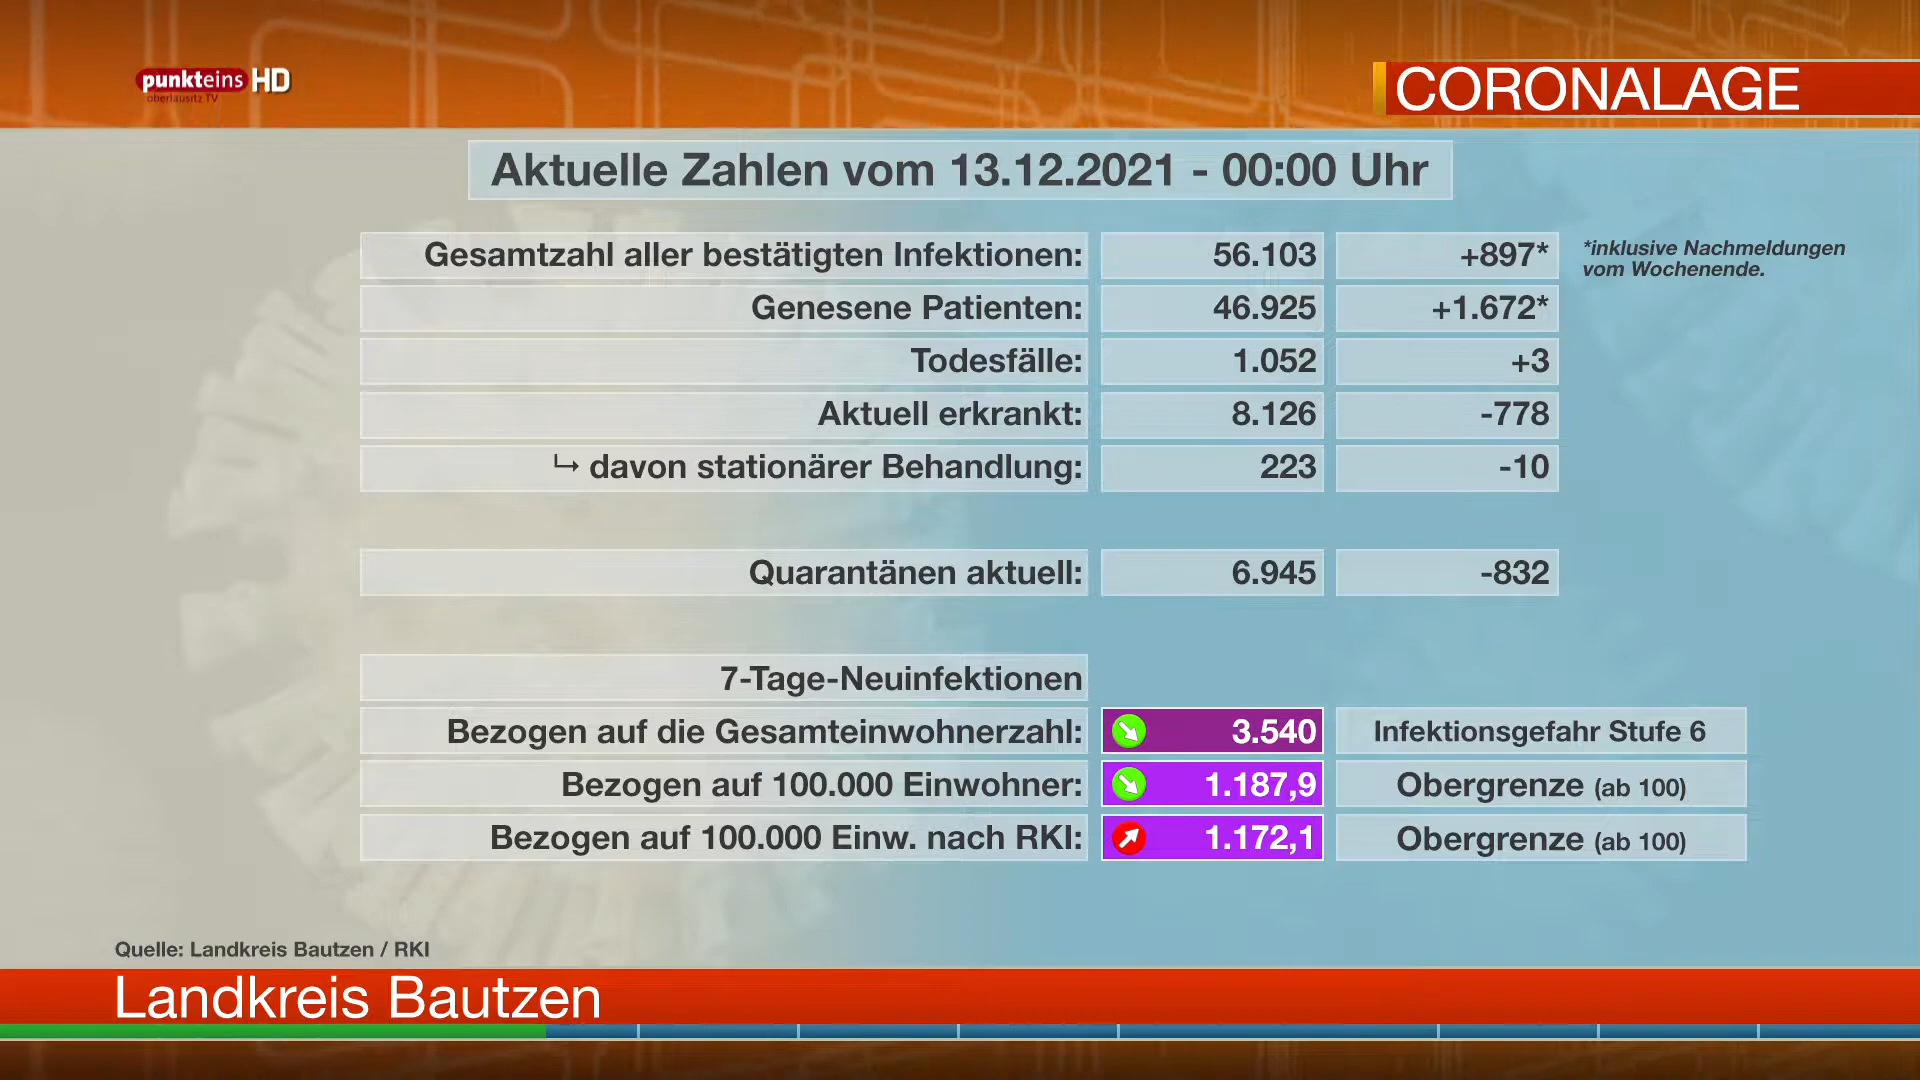 punkteins HD
oberlausitz TV
CORONALAGE
Aktuelle Zahlen vom 13.12.2021 - 00:00 Uhr
Gesamtzahl aller bestätigten Infektionen: 56.103 +897*
*inklusive Nachmeldungen
vom Wochenende.
Genesene Patienten: 46.925 +1.672*
Todesfälle: 1.052 +3
Aktuell erkrankt: 8.126 -778
↳ davon stationärer Behandlung: 223 -10
Quarantänen aktuell: 6.945 -832
7-Tage-Neuinfektionen
Bezogen auf die Gesamteinwohnerzahl: 3.540 Infektionsgefahr Stufe 6
Bezogen auf 100.000 Einwohner: 1.187,9 Obergrenze (ab 100)
Bezogen auf 100.000 Einw. nach RKI: 1.172,1 Obergrenze (ab 100)
Quelle: Landkreis Bautzen / RKI
Landkreis Bautzen